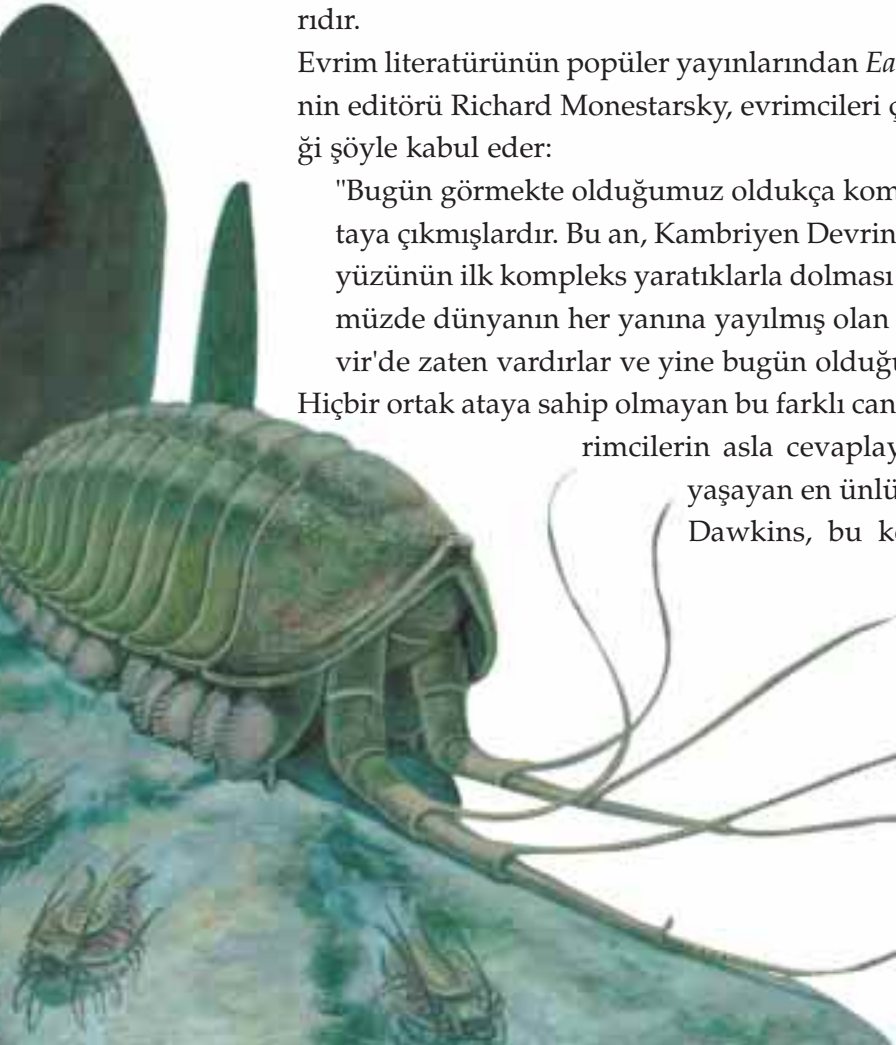 rıdır.
Evrim literatürünün popüler yayınlarından Ea
nin editörü Richard Monestarsky, evrimcileri ç
ği şöyle kabul eder:
"Bugün görmekte olduğumuz oldukça kom
taya çıkmışlardır. Bu an, Kambriyen Devrin
yüzünün ilk kompleks yaratıklarla dolması
müzde dünyanın her yanına yayılmış olan
vir'de zaten vardırlar ve yine bugün olduğu
Hiçbir ortak ataya sahip olmayan bu farklı can
rimcilerin asla cevaplay
yaşayan en ünlü
Dawkins, bu k